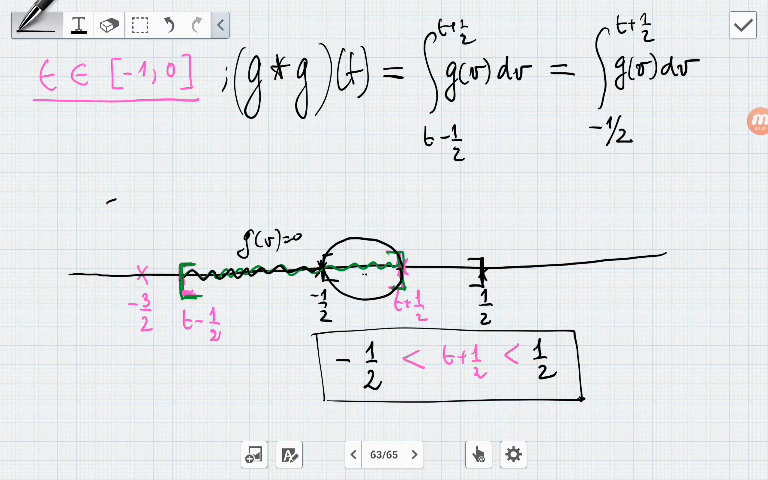 T
t ∈ [-1, 0] ; (g * g)(t) = ∫_{t-1/2}^{t+1/2} g(v) dv = ∫_{-1/2}^{t+1/2} g(v) dv
g(v)=0
-3/2 t-1/2 -1/2 t+1/2 1/2
-1/2 < t+1/2 < 1/2
63/65